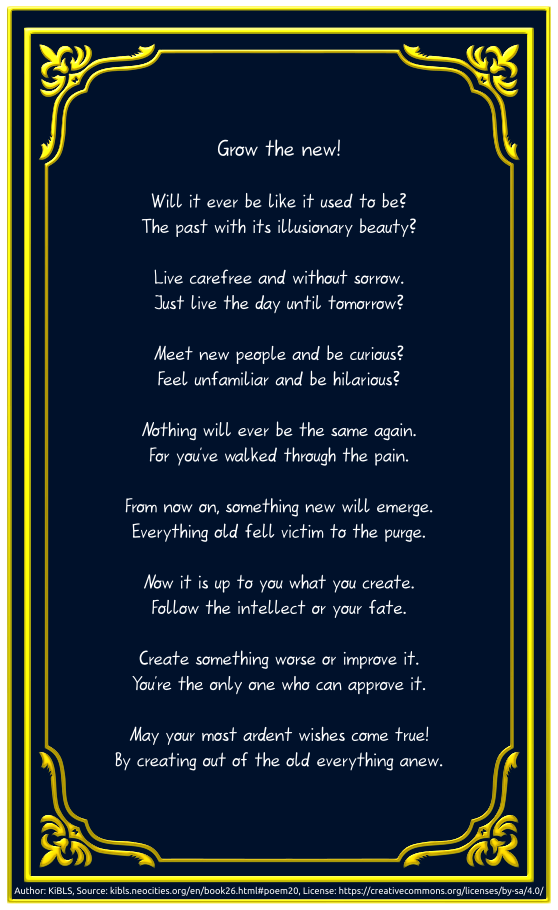 Grow the new!
Will it ever be like it used to be?
The past with its illusionary beauty?
Live carefree and without sorrow.
Just live the day until tomorrow?
Meet new people and be curious?
Feel unfamiliar and be hilarious?
Nothing will ever be the same again.
For you've walked through the pain.
From now on, something new will emerge.
Everything old fell victim to the purge.
Now it is up to you what you create.
Follow the intellect or your fate.
Create something worse or improve it.
You're the only one who can approve it.
May your most ardent wishes come true!
By creating out of the old everything anew.
Author: KiBLS, Source: kibls.neocities.org/en/book26.html#poem20, License: https://creativecommons.org/licenses/by-sa/4.0/